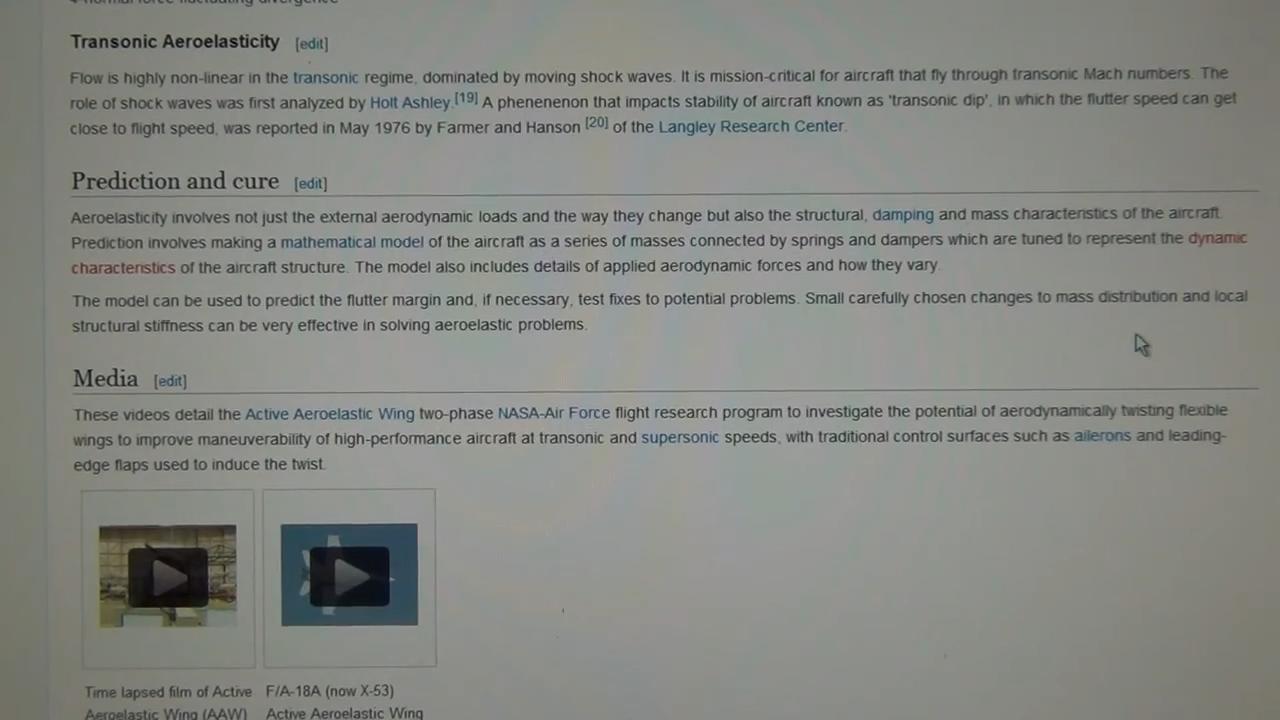 4-normal force fluctuating divergence
Transonic Aeroelasticity [edit]
Flow is highly non-linear in the transonic regime, dominated by moving shock waves. It is mission-critical for aircraft that fly through transonic Mach numbers. The
role of shock waves was first analyzed by Holt Ashley.[19] A phenenenon that impacts stability of aircraft known as 'transonic dip', in which the flutter speed can get
close to flight speed, was reported in May 1976 by Farmer and Hanson [20] of the Langley Research Center.
Prediction and cure [edit]
Aeroelasticity involves not just the external aerodynamic loads and the way they change but also the structural, damping and mass characteristics of the aircraft.
Prediction involves making a mathematical model of the aircraft as a series of masses connected by springs and dampers which are tuned to represent the dynamic
characteristics of the aircraft structure. The model also includes details of applied aerodynamic forces and how they vary.
The model can be used to predict the flutter margin and, if necessary, test fixes to potential problems. Small carefully chosen changes to mass distribution and local
structural stiffness can be very effective in solving aeroelastic problems.
Media [edit]
These videos detail the Active Aeroelastic Wing two-phase NASA-Air Force flight research program to investigate the potential of aerodynamically twisting flexible
wings to improve maneuverability of high-performance aircraft at transonic and supersonic speeds, with traditional control surfaces such as ailerons and leading-
edge flaps used to induce the twist.
Time lapsed film of Active
Aeroelastic Wing (AAW)
F/A-18A (now X-53)
Active Aeroelastic Wing